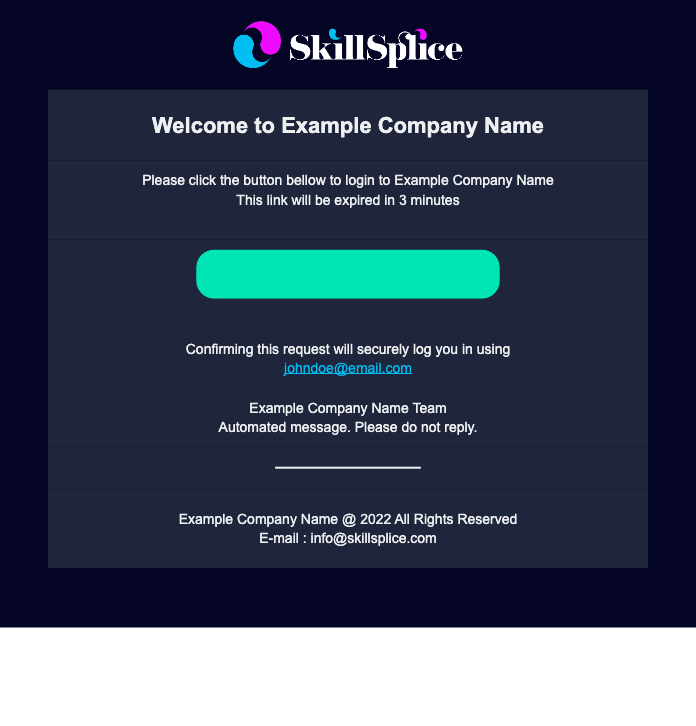 SkillSplice
Welcome to Example Company Name
Please click the button bellow to login to Example Company Name
This link will be expired in 3 minutes
Confirming this request will securely log you in using
johndoe@email.com
Example Company Name Team
Automated message. Please do not reply.
Example Company Name @ 2022 All Rights Reserved
E-mail : info@skillsplice.com